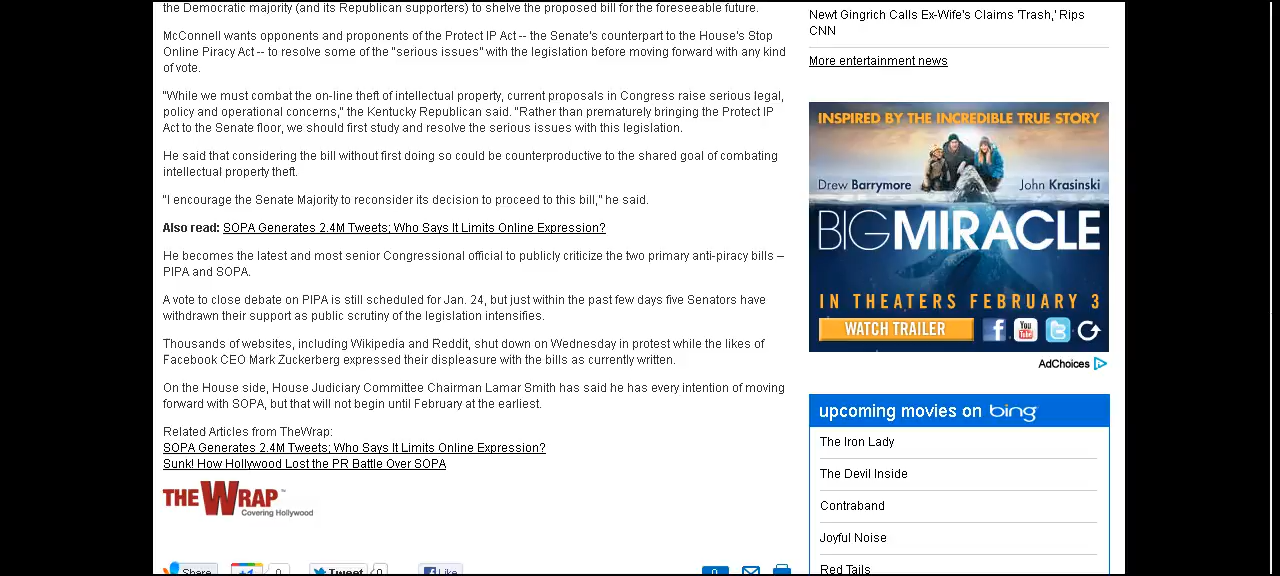 the Democratic majority (and its Republican supporters) to shelve the proposed bill for the foreseeable future.
McConnell wants opponents and proponents of the Protect IP Act -- the Senate's counterpart to the House's Stop
Online Piracy Act -- to resolve some of the "serious issues" with the legislation before moving forward with any kind
of vote.
"While we must combat the on-line theft of intellectual property, current proposals in Congress raise serious legal,
policy and operational concerns," the Kentucky Republican said. "Rather than prematurely bringing the Protect IP
Act to the Senate floor, we should first study and resolve the serious issues with this legislation.
He said that considering the bill without first doing so could be counterproductive to the shared goal of combating
intellectual property theft.
"I encourage the Senate Majority to reconsider its decision to proceed to this bill," he said.
Also read: SOPA Generates 2.4M Tweets; Who Says It Limits Online Expression?
He becomes the latest and most senior Congressional official to publicly criticize the two primary anti-piracy bills –
PIPA and SOPA.
A vote to close debate on PIPA is still scheduled for Jan. 24, but just within the past few days five Senators have
withdrawn their support as public scrutiny of the legislation intensifies.
Thousands of websites, including Wikipedia and Reddit, shut down on Wednesday in protest while the likes of
Facebook CEO Mark Zuckerberg expressed their displeasure with the bills as currently written.
On the House side, House Judiciary Committee Chairman Lamar Smith has said he has every intention of moving
forward with SOPA, but that will not begin until February at the earliest.
Related Articles from TheWrap:
SOPA Generates 2.4M Tweets; Who Says It Limits Online Expression?
Sunk! How Hollywood Lost the PR Battle Over SOPA
THE WRAP ™
Covering Hollywood
Share
+1
0
Tweet
0
Like
0
Newt Gingrich Calls Ex-Wife's Claims 'Trash,' Rips
CNN
More entertainment news
INSPIRED BY THE INCREDIBLE TRUE STORY
Drew Barrymore John Krasinski
BIG MIRACLE
IN THEATERS FEBRUARY 3
WATCH TRAILER
f
You Tube
t
AdChoices
upcoming movies on bing
The Iron Lady
The Devil Inside
Contraband
Joyful Noise
Red Tails